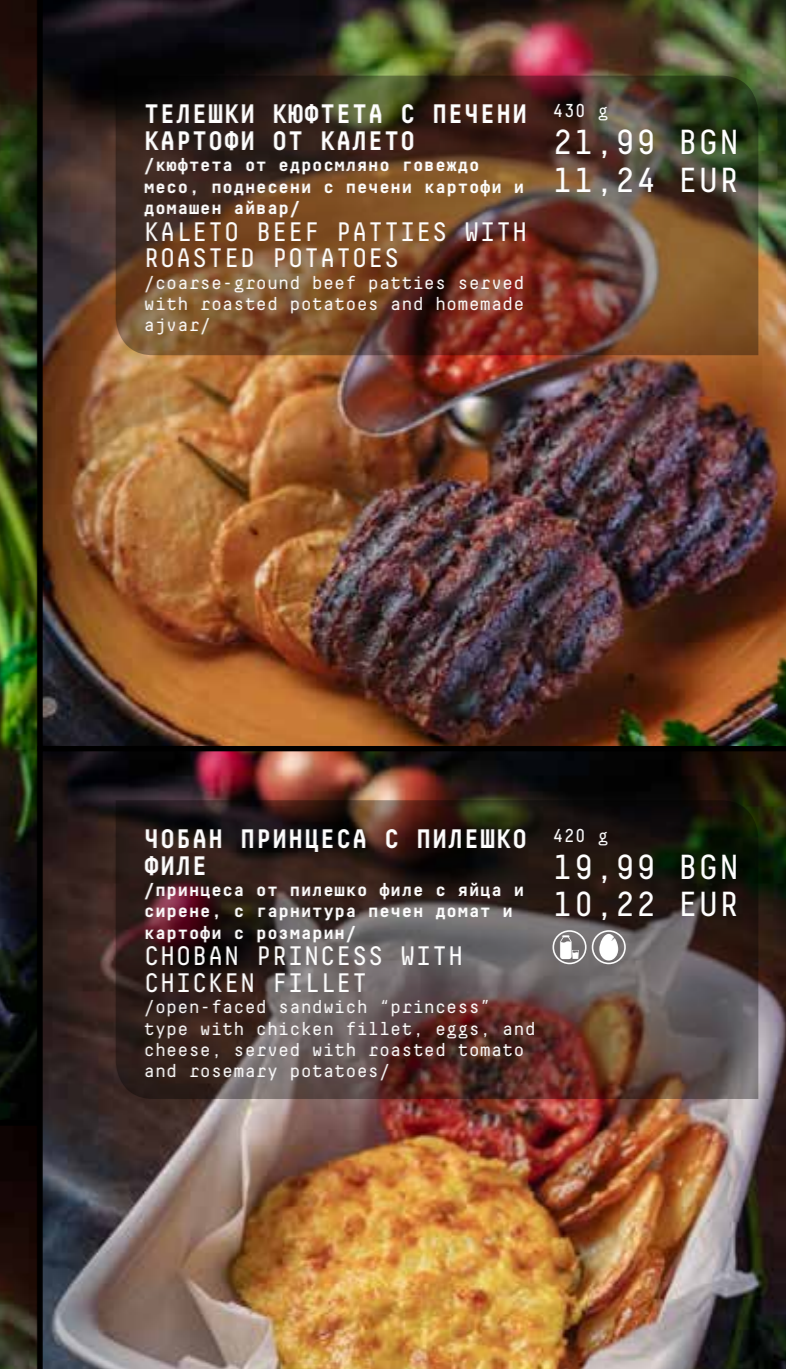 ТЕЛЕШКИ КЮФТЕТА С ПЕЧЕНИ
КАРТОФИ ОТ КАЛЕТО
/кюфтета от едросмляно говеждо
месо, поднесени с печени картофи и
домашен айвар/
KALETO BEEF PATTIES WITH
ROASTED POTATOES
/coarse-ground beef patties served
with roasted potatoes and homemade
ajvar/
430 g
21,99 BGN
11,24 EUR
ЧОБАН ПРИНЦЕСА С ПИЛЕШКО
ФИЛЕ
/принцеса от пилешко филе с яйца и
сирене, с гарнитура печен домат и
картофи с розмарин/
CHOBAN PRINCESS WITH
CHICKEN FILLET
/open-faced sandwich “princess”
type with chicken fillet, eggs, and
cheese, served with roasted tomato
and rosemary potatoes/
420 g
19,99 BGN
10,22 EUR